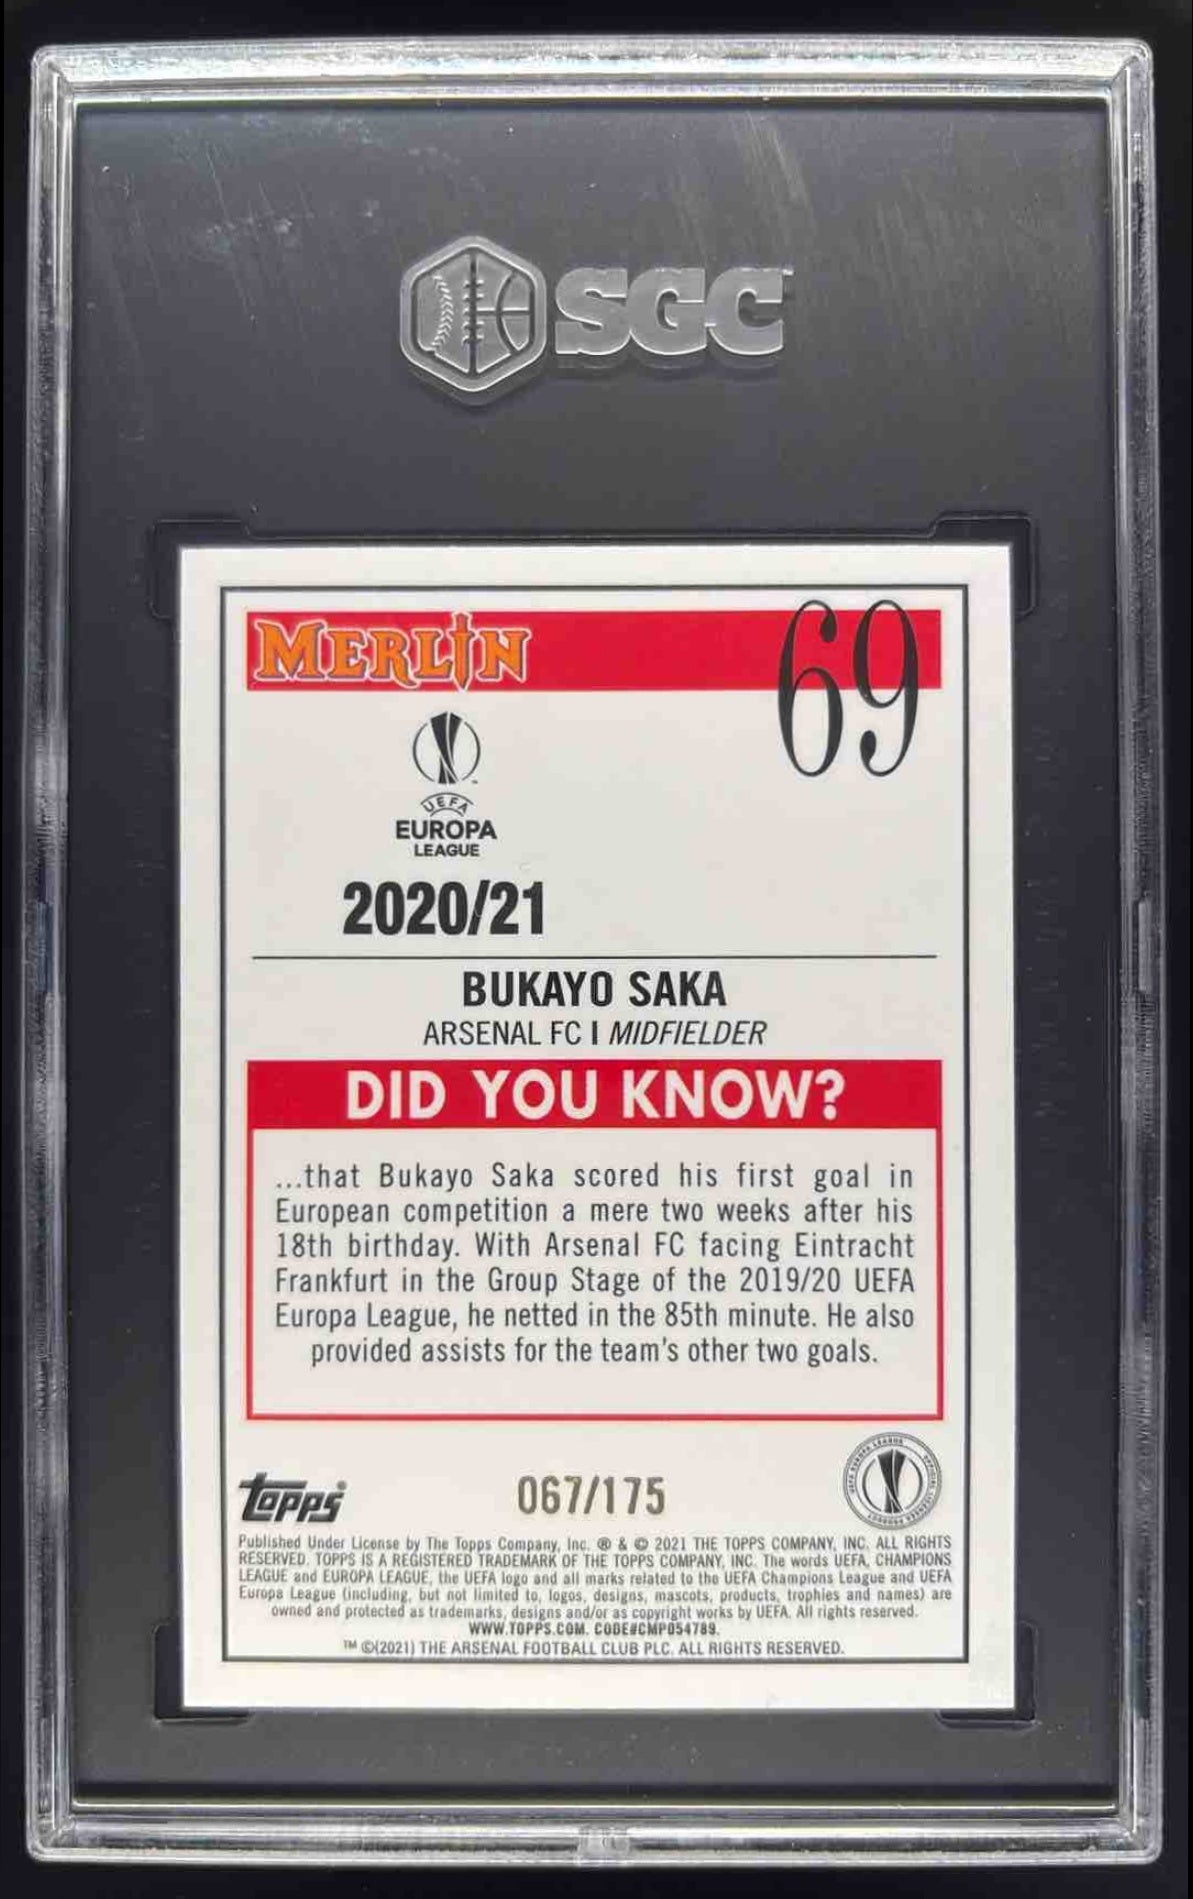 SGC
MERLIN
69
UEFA
EUROPA
LEAGUE
2020/21
BUKAYO SAKA
ARSENAL FC I MIDFIELDER
DID YOU KNOW?
...that Bukayo Saka scored his first goal in
European competition a mere two weeks after his
18th birthday. With Arsenal FC facing Eintracht
Frankfurt in the Group Stage of the 2019/20 UEFA
Europa League, he netted in the 85th minute. He also
provided assists for the team's other two goals.
topps
067/175
Published Under License by The Topps Company, Inc. ® & © 2021 THE TOPPS COMPANY, INC. ALL RIGHTS
RESERVED. TOPPS IS A REGISTERED TRADEMARK OF THE TOPPS COMPANY, INC. The words UEFA, CHAMPIONS
LEAGUE and EUROPA LEAGUE, the UEFA logo and all marks related to the UEFA Champions League and UEFA
Europa League (including, but not limited to, logos, designs, mascots, products, trophies and names) are
owned and protected as trademarks, designs and/or as copyright works by UEFA. All rights reserved.
WWW.TOPPS.COM. CODE#CMP054789.
™ ©(2021) THE ARSENAL FOOTBALL CLUB PLC. ALL RIGHTS RESERVED.